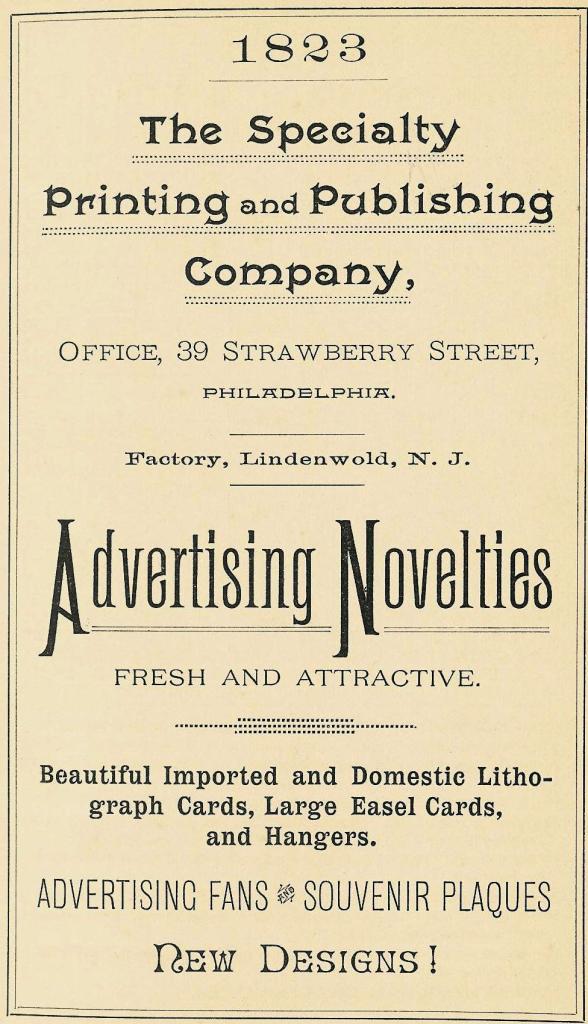 1823
The Specialty
Printing and Publishing
Company,
OFFICE, 39 STRAWBERRY STREET,
PHILADELPHIA.
Factory, Lindenwold, N. J.
Advertising Novelties
FRESH AND ATTRACTIVE.
Beautiful Imported and Domestic Litho-
graph Cards, Large Easel Cards,
and Hangers.
ADVERTISING FANS AND SOUVENIR PLAQUES
NEW DESIGNS!